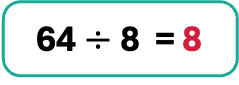 64 ÷ 8 = 8